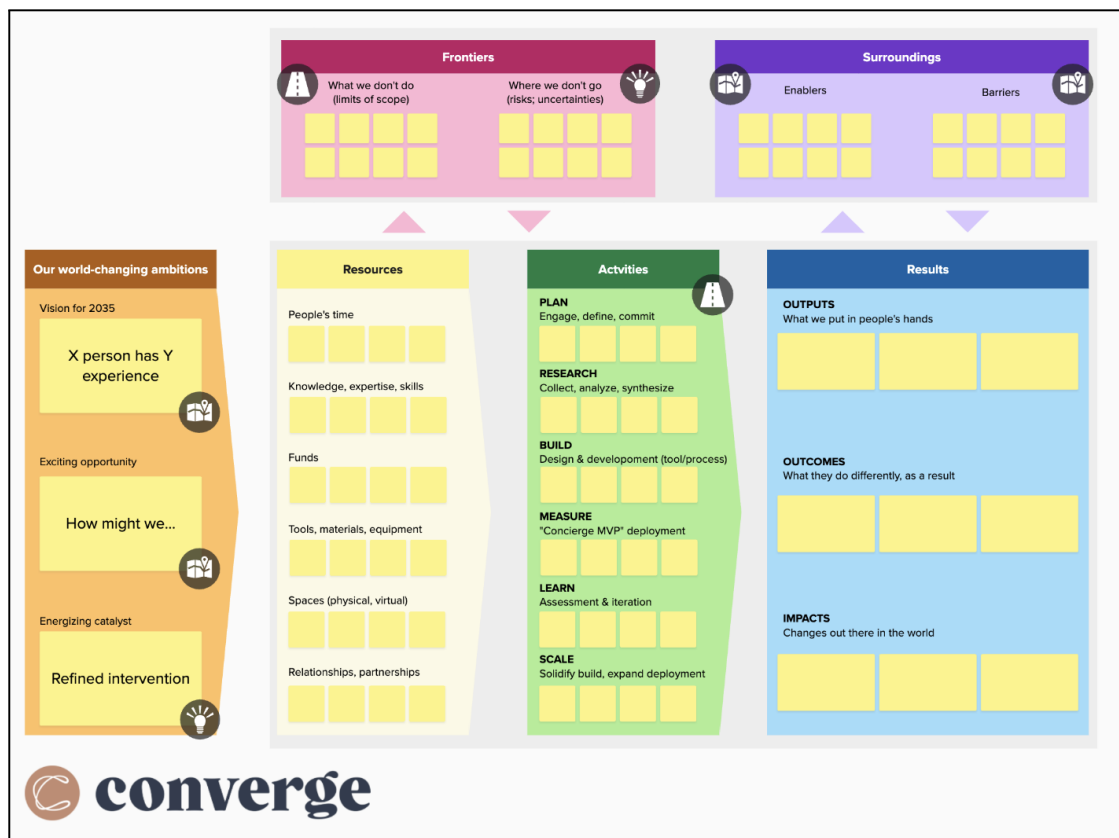 Frontiers
What we don't do
(limits of scope)
Where we don't go
(risks; uncertainties)
Surroundings
Enablers
Barriers
Our world-changing ambitions
Vision for 2035
X person has Y
experience
Exciting opportunity
How might we...
Energizing catalyst
Refined intervention
Resources
People's time
Knowledge, expertise, skills
Funds
Tools, materials, equipment
Spaces (physical, virtual)
Relationships, partnerships
Actvities
PLAN
Engage, define, commit
RESEARCH
Collect, analyze, synthesize
BUILD
Design & developoment (tool/process)
MEASURE
"Concierge MVP" deployment
LEARN
Assessment & iteration
SCALE
Solidify build, expand deployment
Results
OUTPUTS
What we put in people's hands
OUTCOMES
What they do differently, as a result
IMPACTS
Changes out there in the world
converge